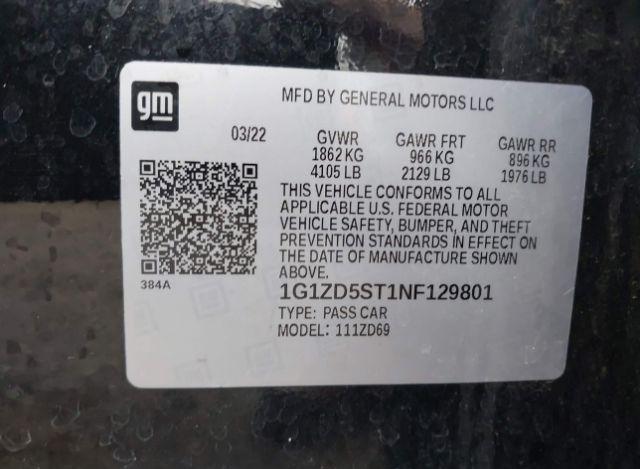 gm
MFD BY GENERAL MOTORS LLC
03/22 GVWR GAWR FRT GAWR RR
1862 KG 966 KG 896 KG
4105 LB 2129 LB 1976 LB
THIS VEHICLE CONFORMS TO ALL
APPLICABLE U.S. FEDERAL MOTOR
VEHICLE SAFETY, BUMPER, AND THEFT
PREVENTION STANDARDS IN EFFECT ON
THE DATE OF MANUFACTURE SHOWN
ABOVE.
384A
1G1ZD5ST1NF129801
TYPE: PASS CAR
MODEL: 111ZD69